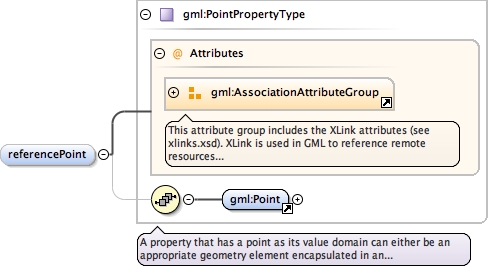 gml:PointPropertyType
@ Attributes
gml:AssociationAttributeGroup
This attribute group includes the XLink attributes (see
xlinks.xsd). XLink is used in GML to reference remote
resources...
referencePoint
gml:Point
A property that has a point as its value domain can either be an
appropriate geometry element encapsulated in an...